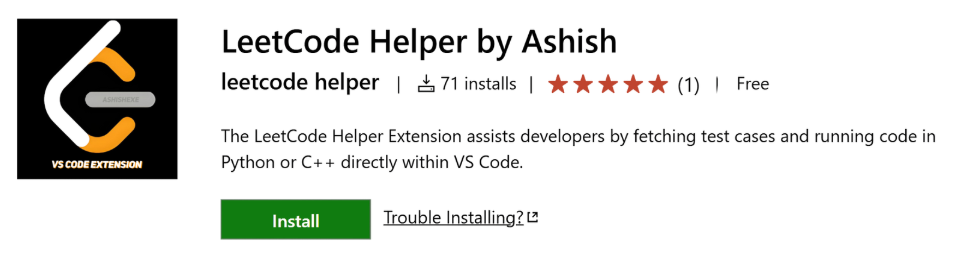 LeetCode Helper by Ashish
leetcode helper | 71 installs | (1) | Free
The LeetCode Helper Extension assists developers by fetching test cases and running code in
Python or C++ directly within VS Code.
Install Trouble Installing?
ASHISHEXE
VS CODE EXTENSION